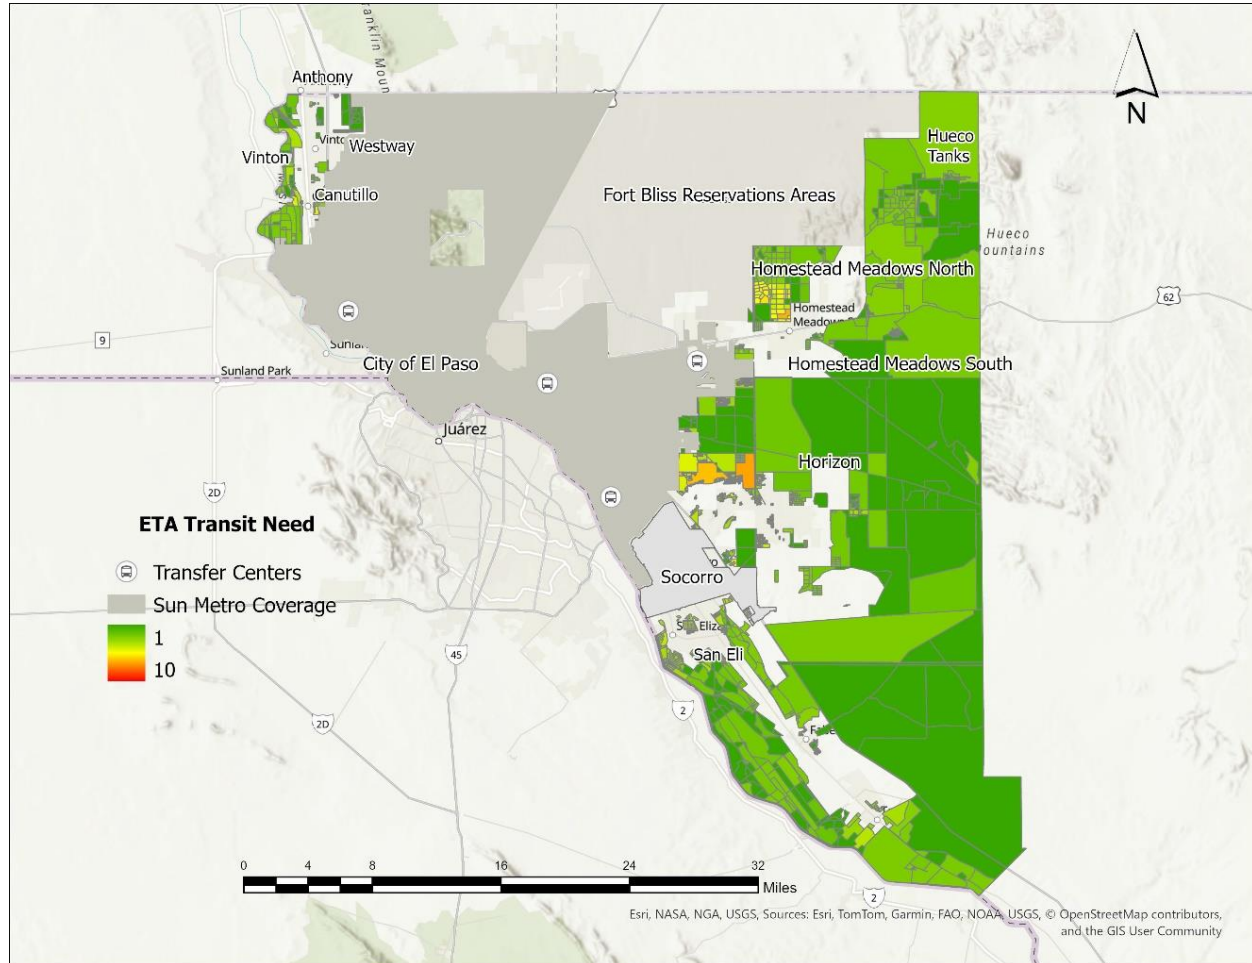 Anthony
Vinton
Westway
Canutillo
Hueco
Tanks
Fort Bliss Reservations Areas
Hueco
Homestead Meadows North
62
Homestead
9
City of El Paso
Homestead Meadows South
Sunland Park
Juárez
Horizon
2D
ETA Transit Need
Transfer Centers
Socorro
Sun Metro Coverage
1
San Eli
45
10
2
2D
0
4
8
16
24
32
Miles
2
Esri, NASA, NGA, USGS, Sources: Esri, TomTom, Garmin, FAO, NOAA, USGS, © OpenStreetMap contributors,
and the GIS User Community
N